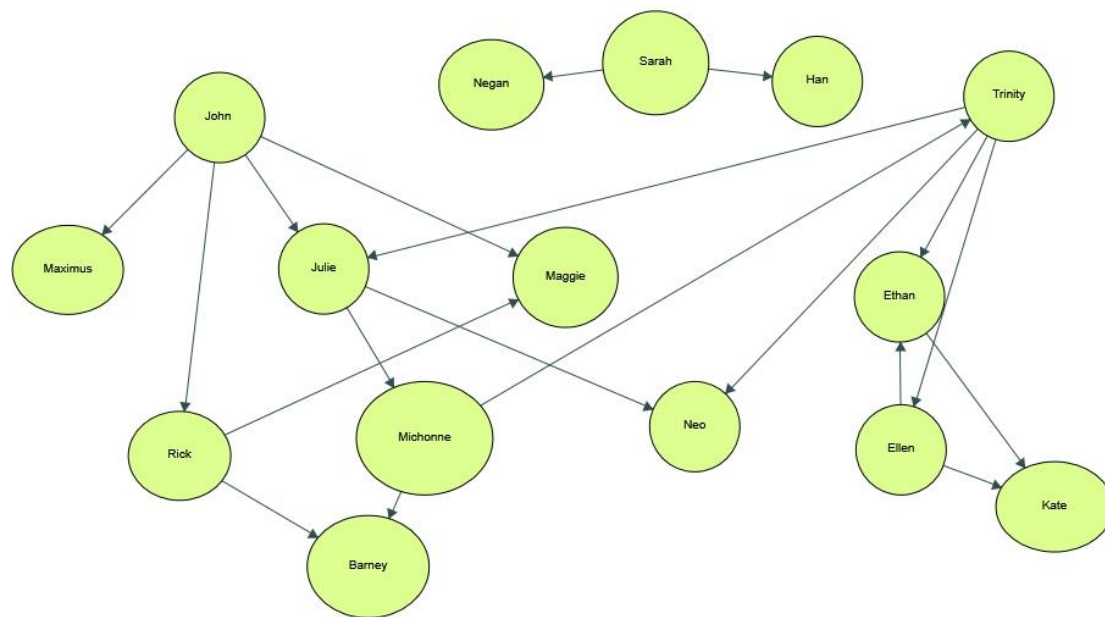 Sarah
Negan
Han
Trinity
John
Maximus
Julie
Maggie
Ethan
Rick
Michonne
Neo
Ellen
Kate
Barney